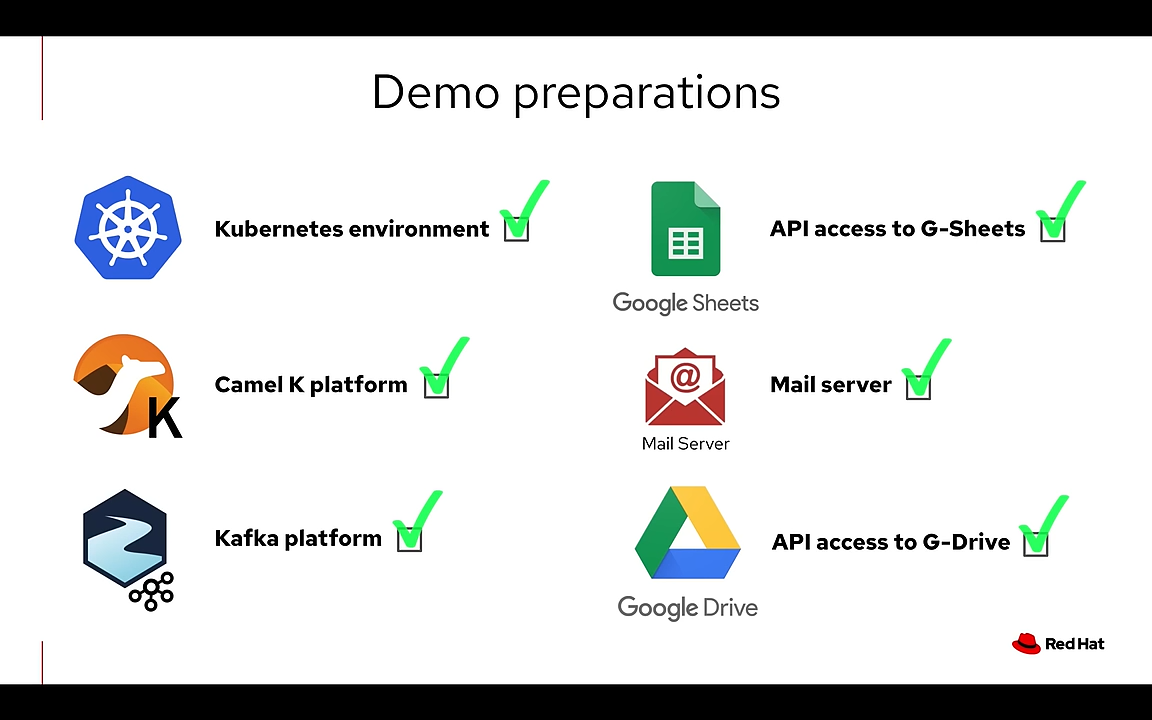 Demo preparations
Kubernetes environment
API access to G-Sheets
Google Sheets
Camel K platform
K
Mail server
@
Mail Server
Kafka platform
API access to G-Drive
Google Drive
Red Hat